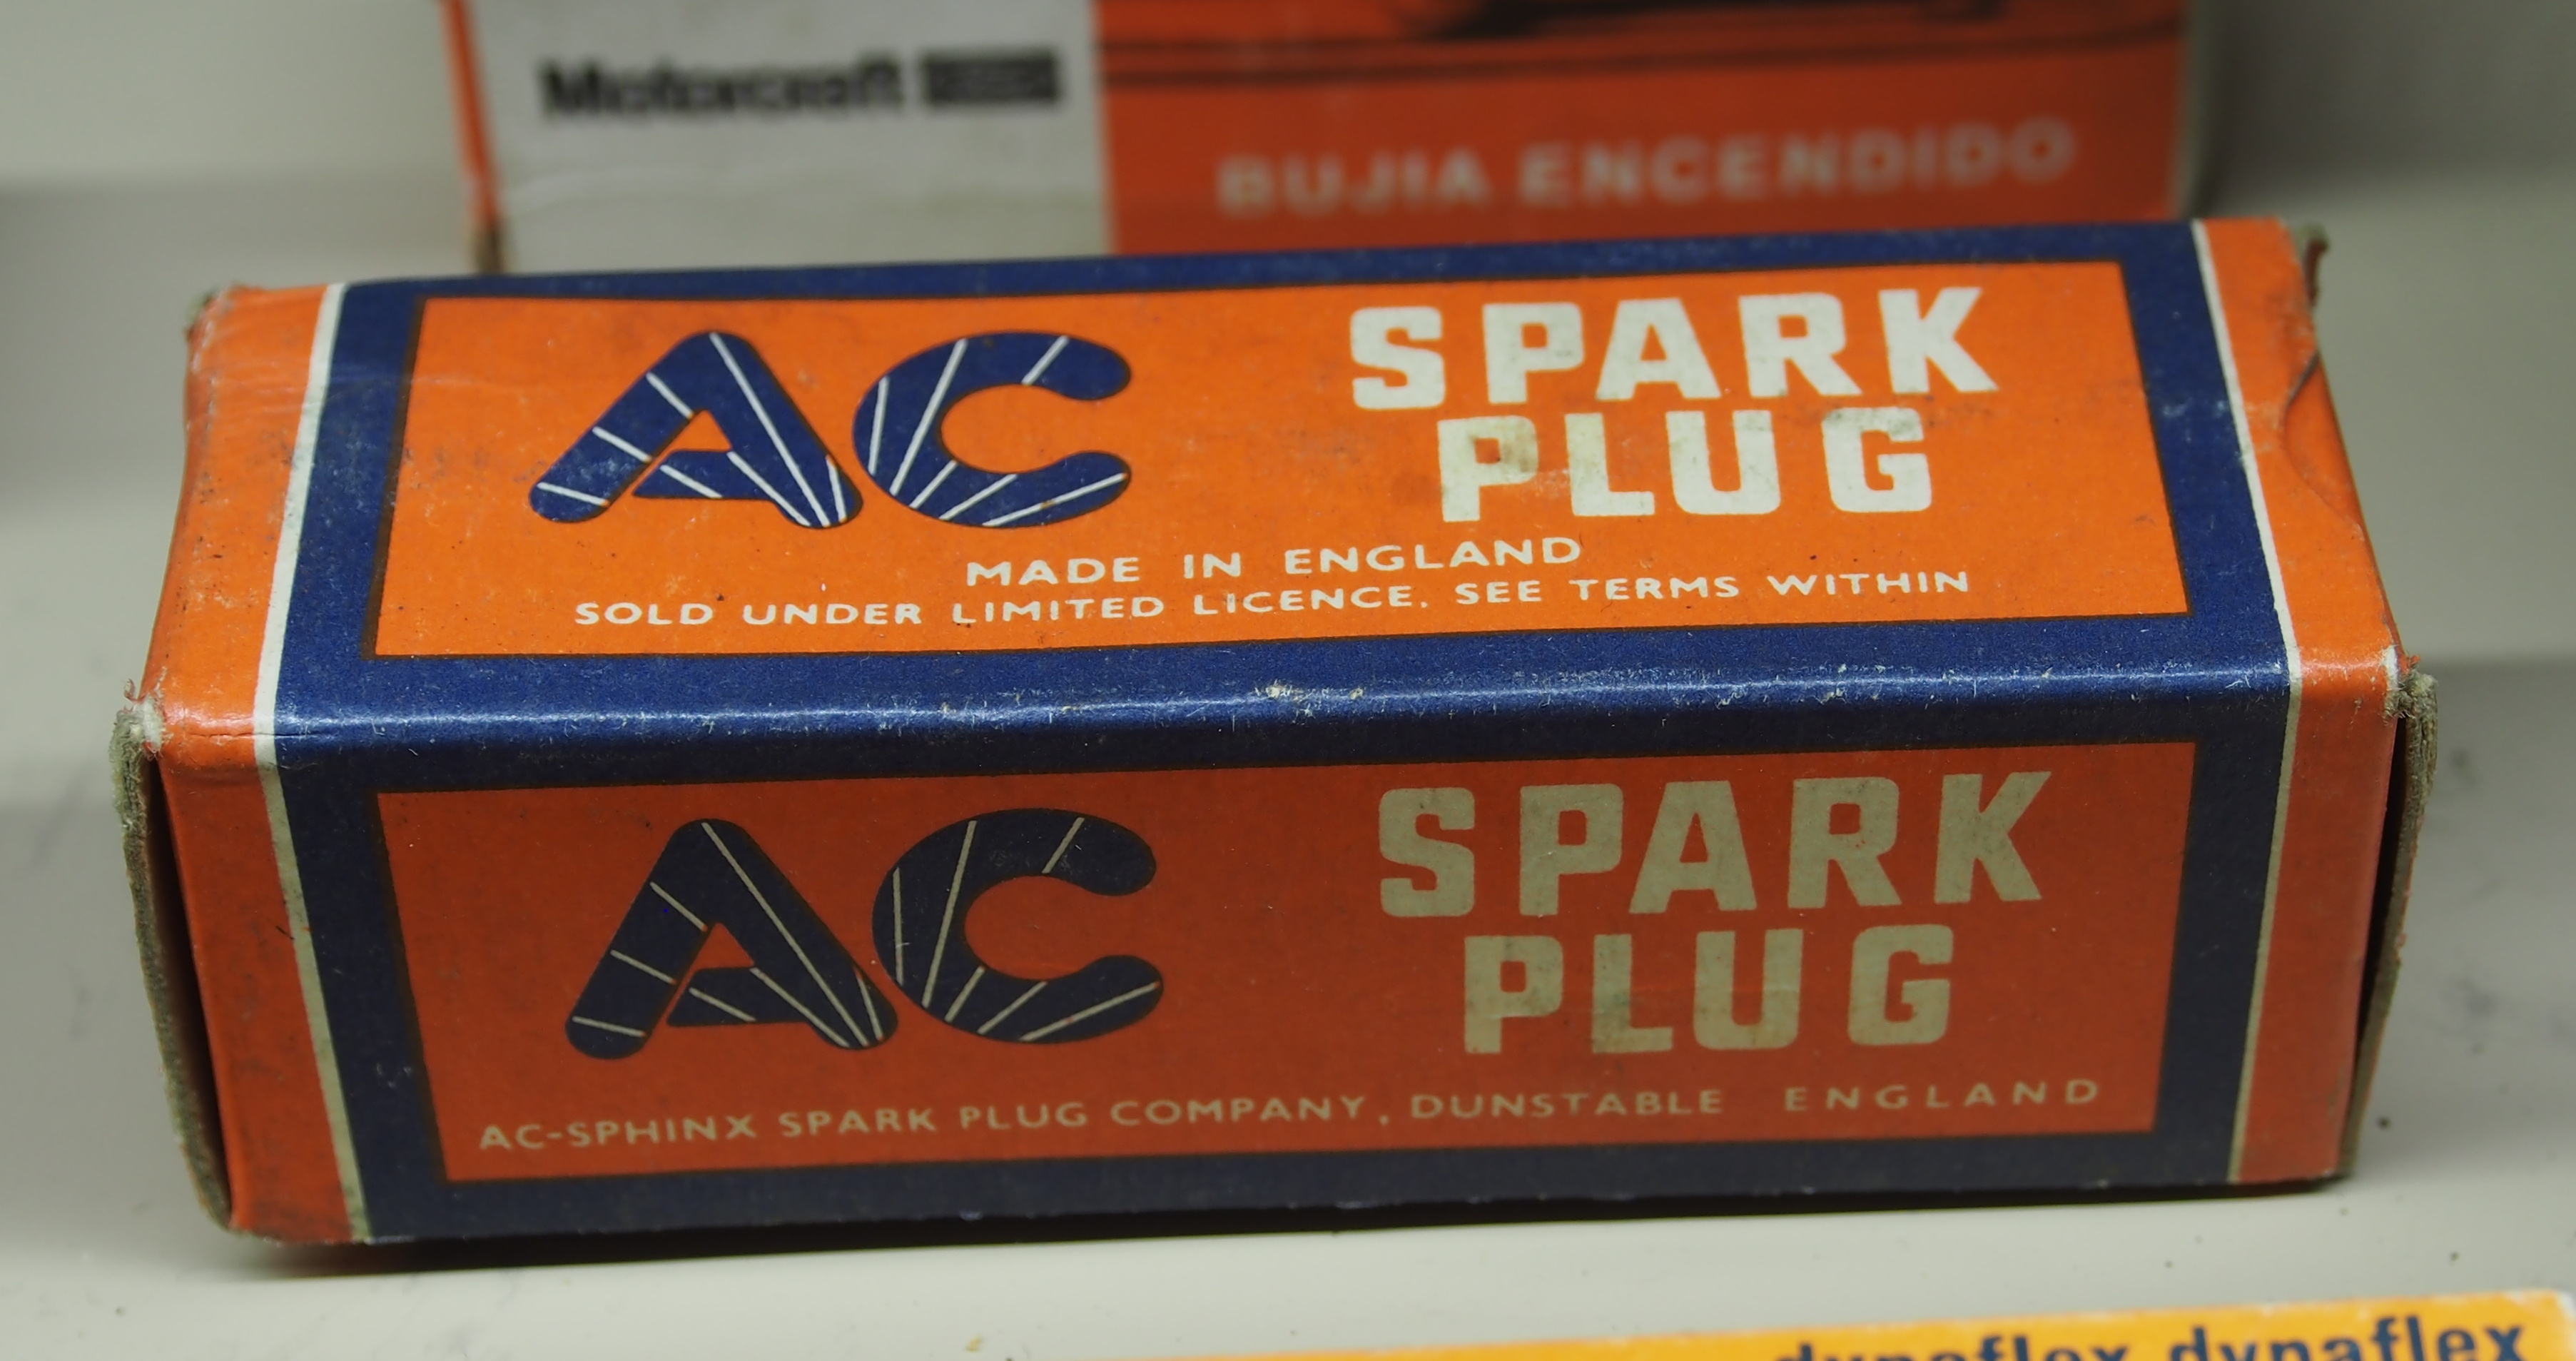 Motorcraft
BUJIA ENCENDIDO
AC
SPARK
PLUG
MADE IN ENGLAND
SOLD UNDER LIMITED LICENCE. SEE TERMS WITHIN
AC
SPARK
PLUG
AC-SPHINX SPARK PLUG COMPANY, DUNSTABLE ENGLAND
dynaflex dynaflex